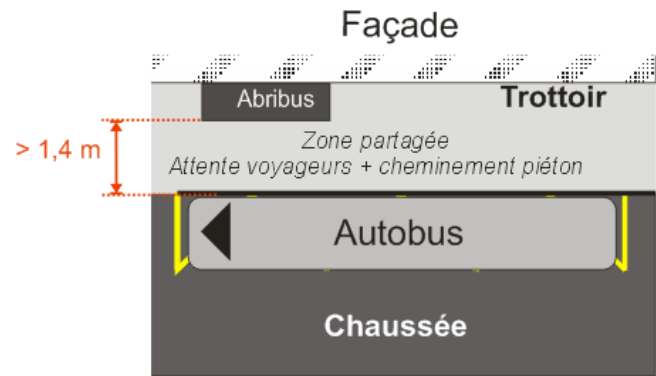 Façade
Abribus
Trottoir
> 1,4 m
Zone partagée
Attente voyageurs + cheminement piéton
Autobus
Chaussée